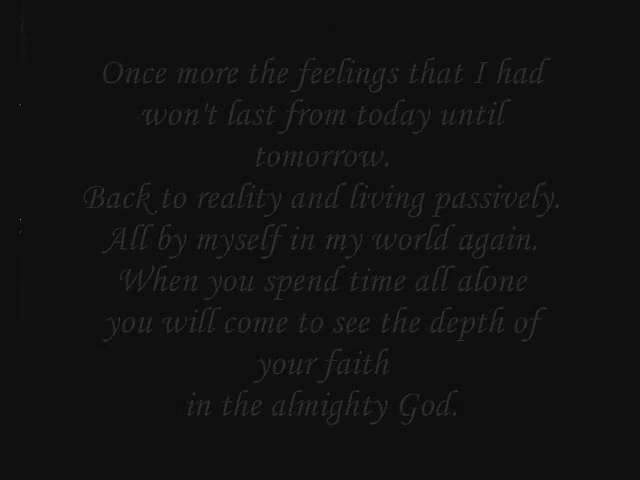 Once more the feelings that I had
won't last from today until
tomorrow.
Back to reality and living passively.
All by myself in my world again.
When you spend time all alone
you will come to see the depth of
your faith
in the almighty God.